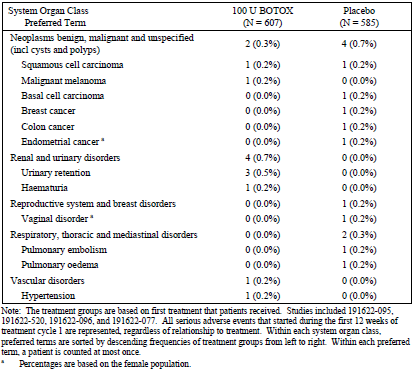 System Organ Class 100 U BOTOX Placebo
Preferred Term (N = 607) (N = 585)
Neoplasms benign, malignant and unspecified 2 (0.3%) 4 (0.7%)
(incl cysts and polyps)
Squamous cell carcinoma 1 (0.2%) 1 (0.2%)
Malignant melanoma 1 (0.2%) 0 (0.0%)
Basal cell carcinoma 0 (0.0%) 1 (0.2%)
Breast cancer 0 (0.0%) 1 (0.2%)
Colon cancer 0 (0.0%) 1 (0.2%)
Endometrial cancer a 0 (0.0%) 1 (0.2%)
Renal and urinary disorders 4 (0.7%) 0 (0.0%)
Urinary retention 3 (0.5%) 0 (0.0%)
Haematuria 1 (0.2%) 0 (0.0%)
Reproductive system and breast disorders 0 (0.0%) 1 (0.2%)
Vaginal disorder a 0 (0.0%) 1 (0.2%)
Respiratory, thoracic and mediastinal disorders 0 (0.0%) 2 (0.3%)
Pulmonary embolism 0 (0.0%) 1 (0.2%)
Pulmonary oedema 0 (0.0%) 1 (0.2%)
Vascular disorders 1 (0.2%) 0 (0.0%)
Hypertension 1 (0.2%) 0 (0.0%)
Note: The treatment groups are based on first treatment that patients received. Studies included 191622-095,
191622-520, 191622-096, and 191622-077. All serious adverse events that started during the first 12 weeks of
treatment cycle 1 are represented, regardless of relationship to treatment. Within each system organ class,
preferred terms are sorted by descending frequencies of treatment groups from left to right. Within each preferred
term, a patient is counted at most once.
a Percentages are based on the female population.